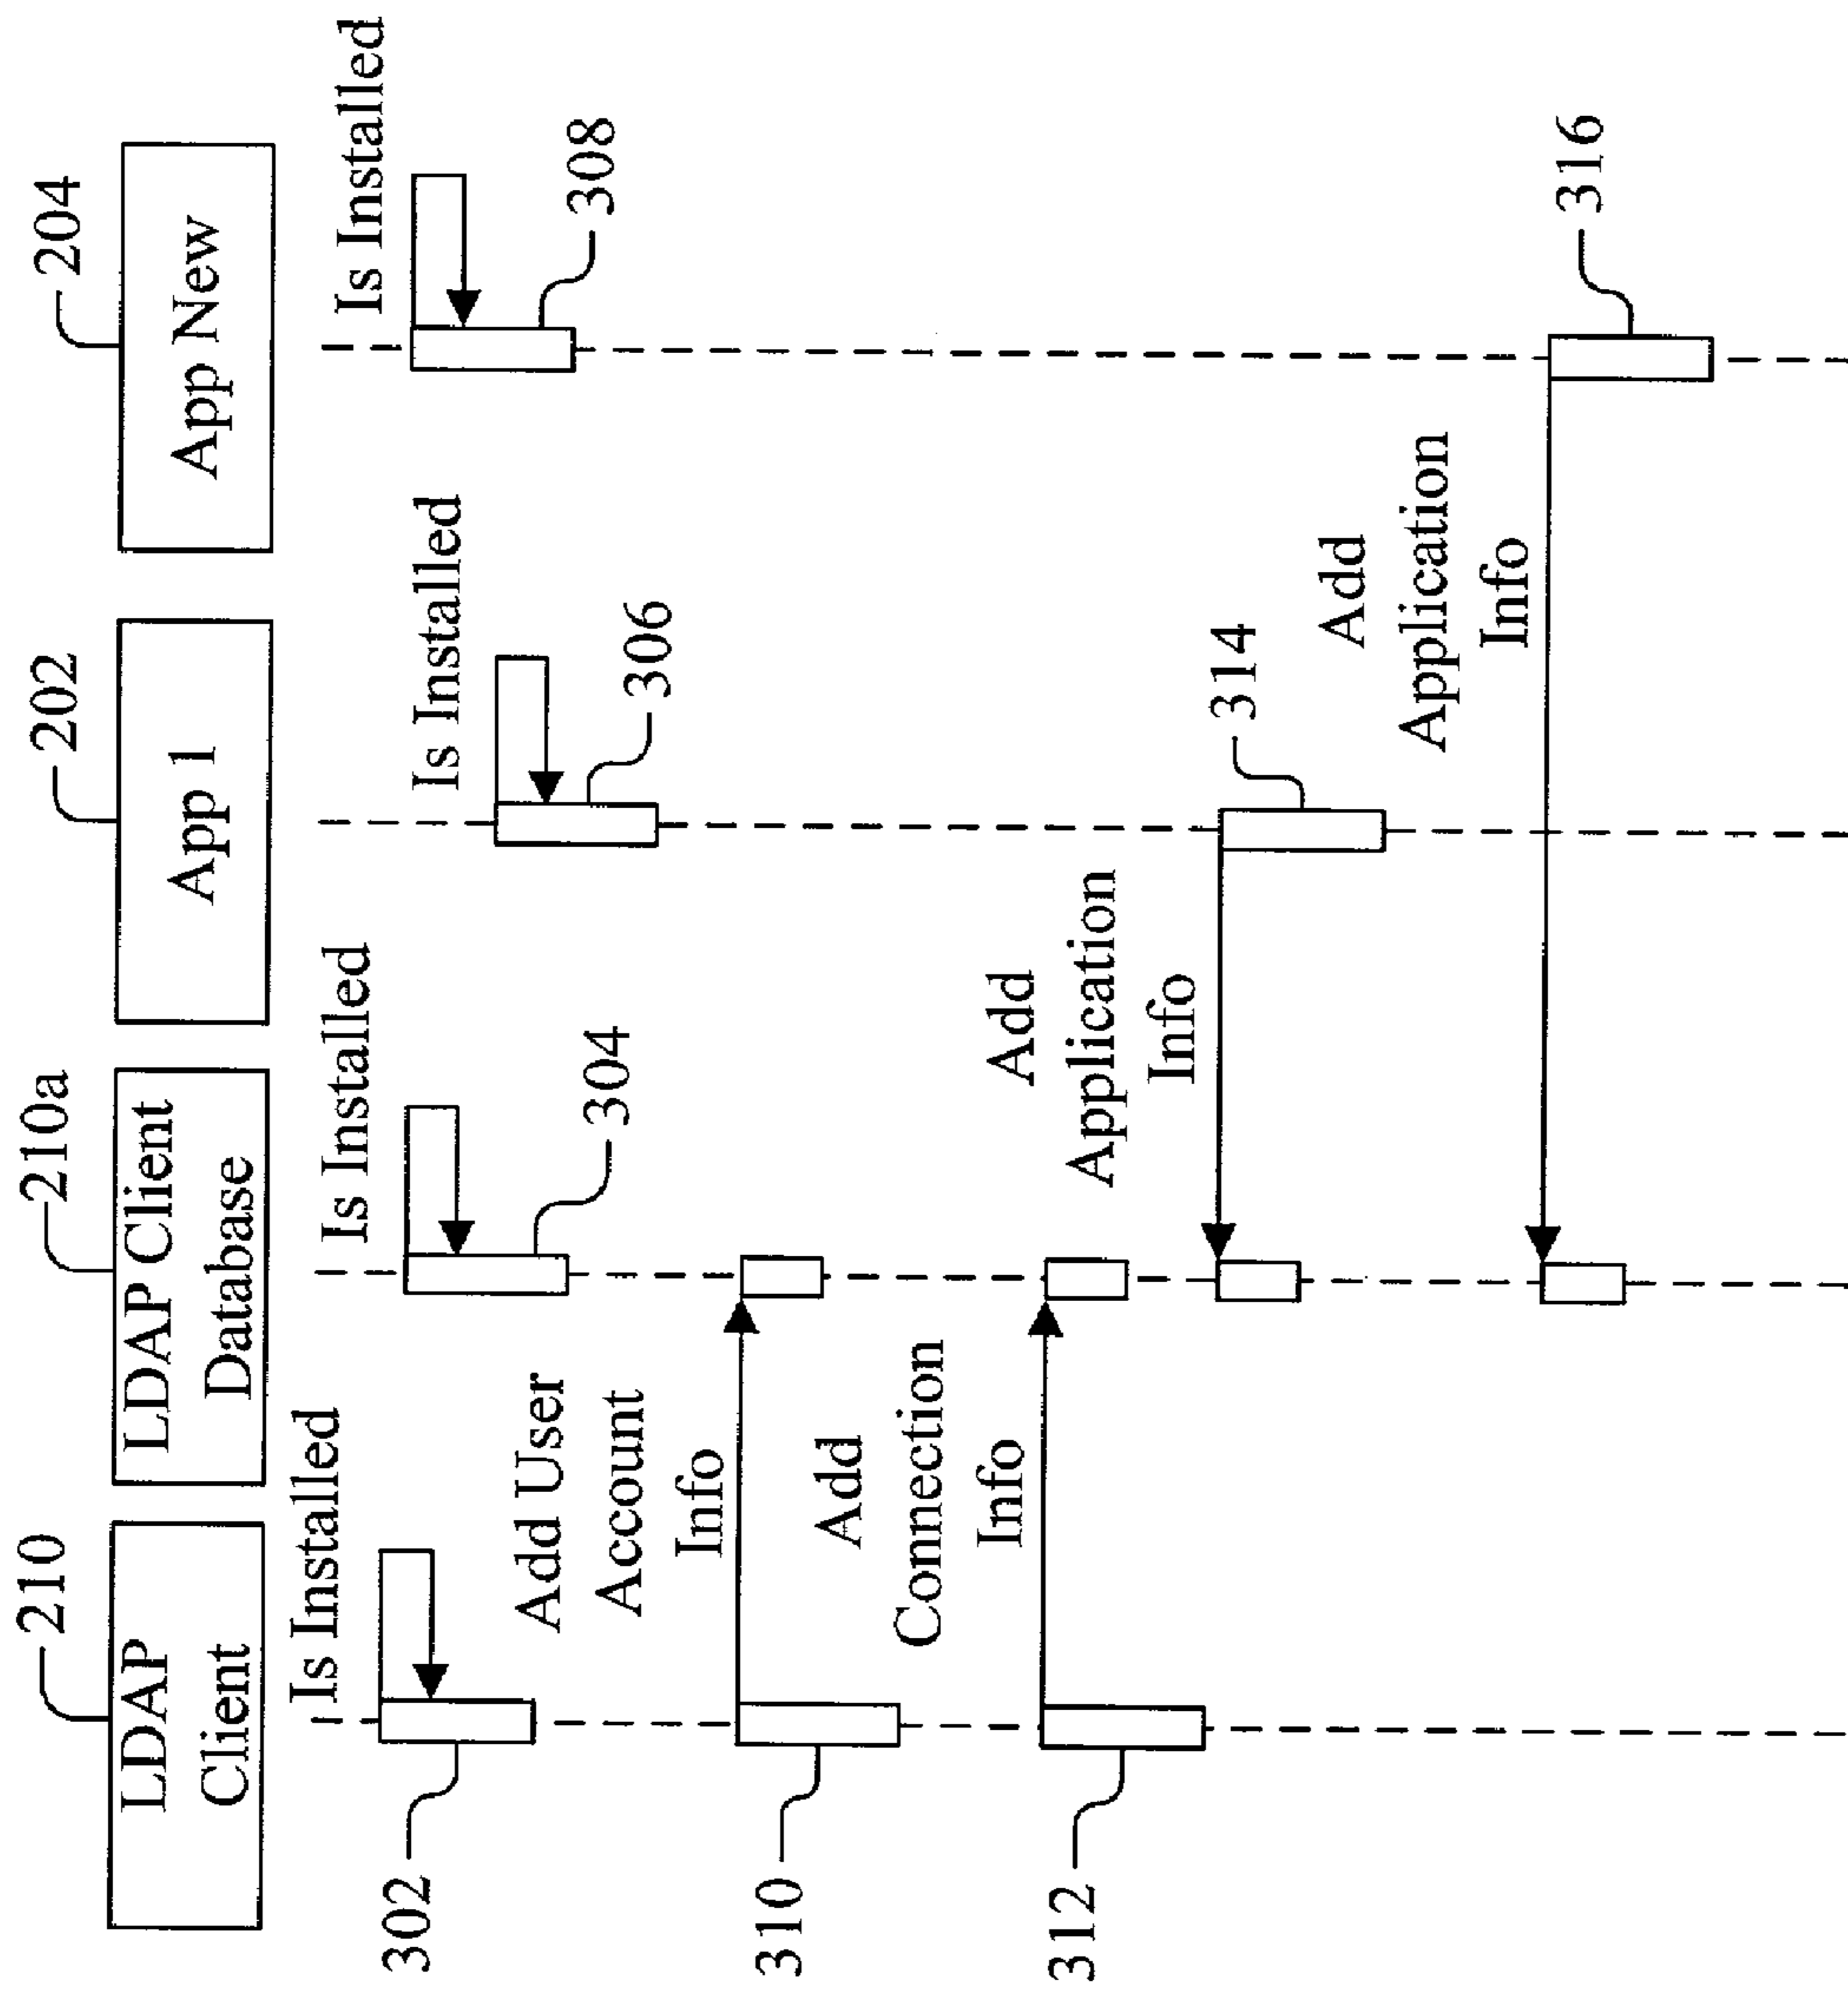 210
210a
202
204
LDAP
Client
LDAP Client
Database
App 1
App New
Is Installed
Is Installed
Is Installed
Is Installed
302
304
306
308
Add User
Account
Info
310
Add
Connection
Info
312
Add
Application
Info
314
Add
Application
Info
316